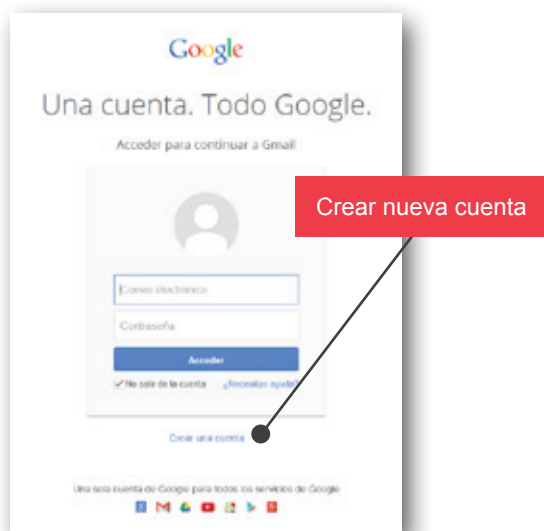 Google
Una cuenta. Todo Google.
Acceder para continuar a Gmail
Crear nueva cuenta
Correo electrónico
Contraseña
Acceder
No salir de la cuenta ¿Necesitas ayuda?
Crear una cuenta
Una sola cuenta de Google para todos los servicios de Google